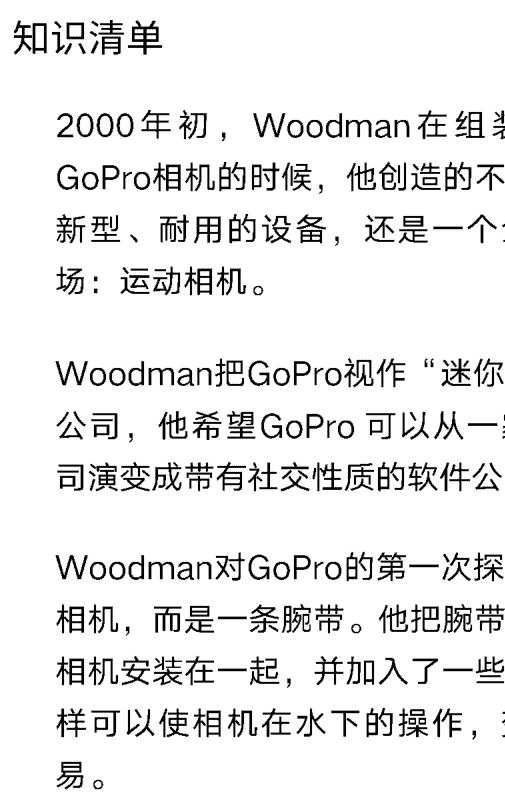 知识清单
2000年初，Woodman在组
GoPro相机的时候，他创造的不
新型、耐用的设备，还是一个
场：运动相机。
Woodman把GoPro视作“迷你
公司，他希望GoPro 可以从一
司演变成带有社交性质的软件公
Woodman对GoPro的第一次探
相机，而是一条腕带。他把腕带
相机安装在一起，并加入了一些
样可以使相机在水下的操作，
易。